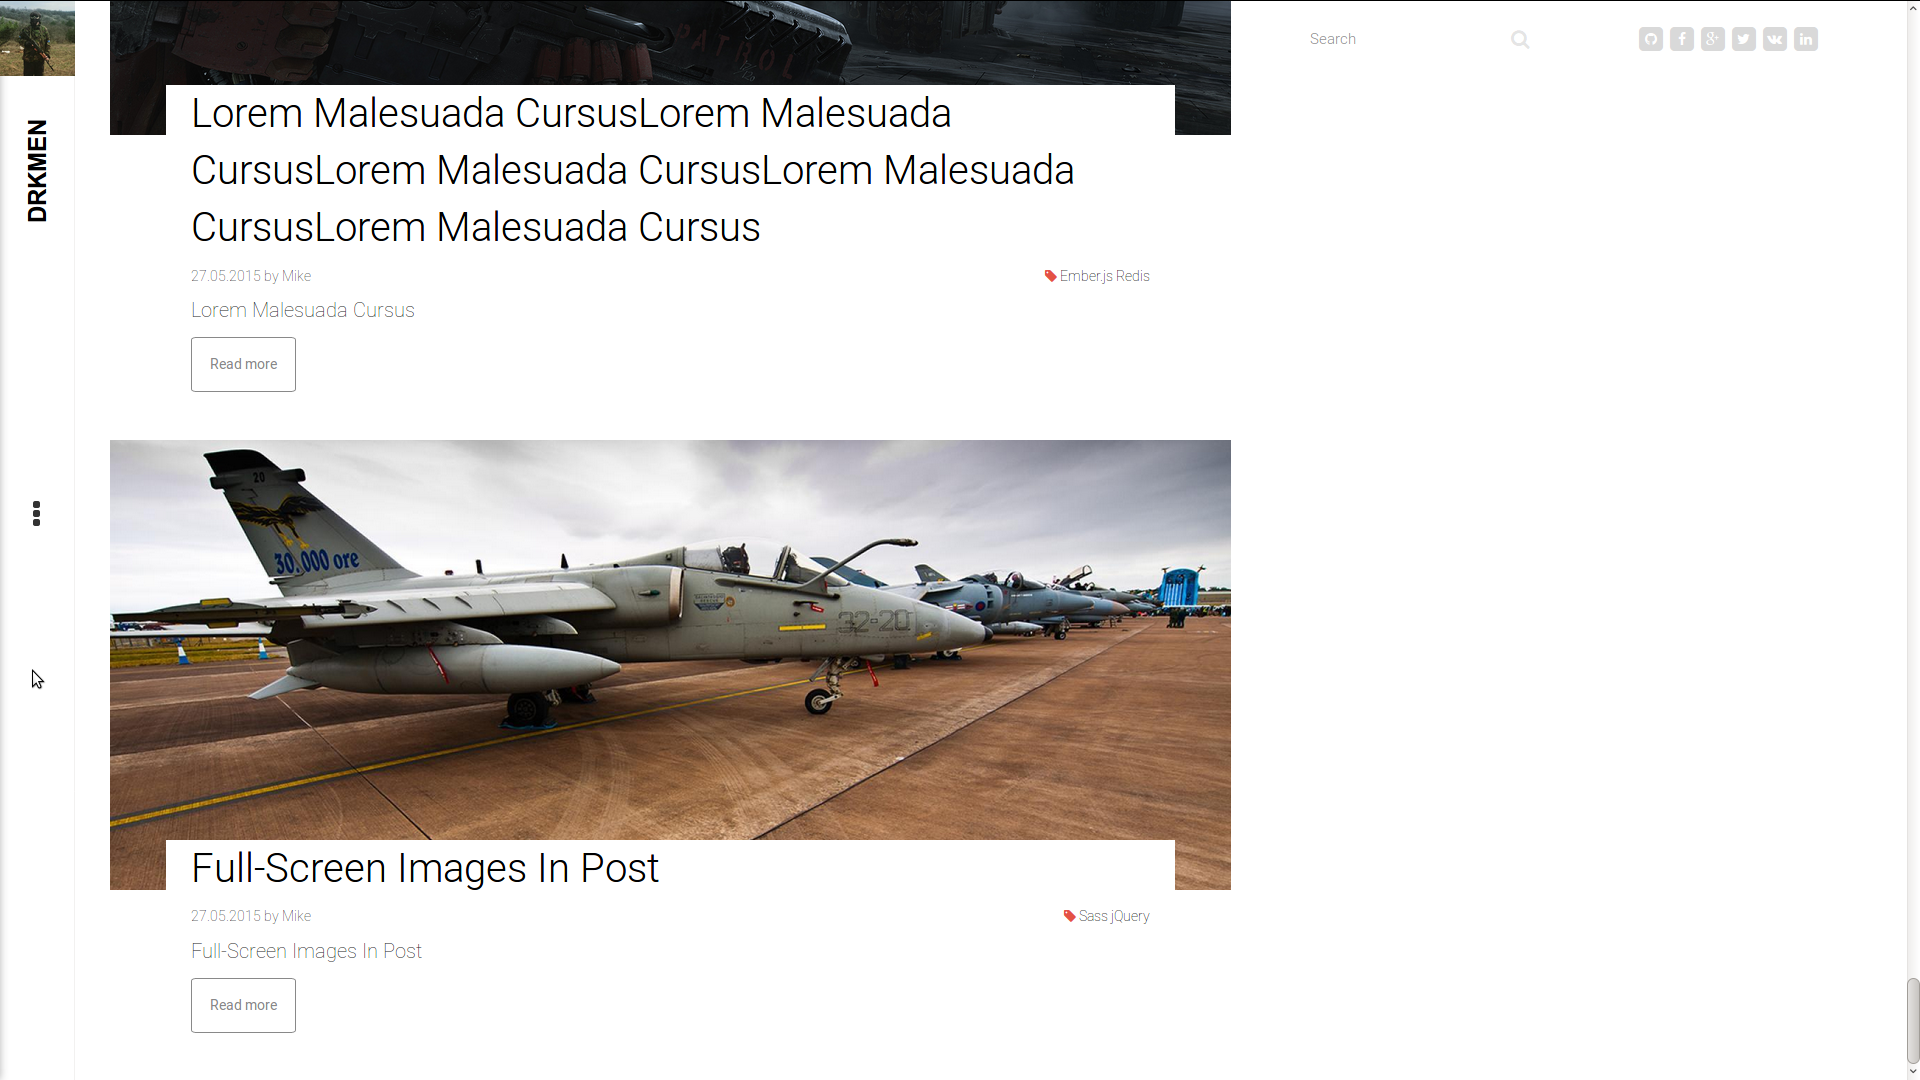 PATROL
Search
DRKMEN
Lorem Malesuada CursusLorem Malesuada
CursusLorem Malesuada CursusLorem Malesuada
CursusLorem Malesuada Cursus
27.05.2015 by Mike
Ember.js Redis
Lorem Malesuada Cursus
Read more
20
30.000 ore
32-20
Full-Screen Images In Post
27.05.2015 by Mike
Sass jQuery
Full-Screen Images In Post
Read more